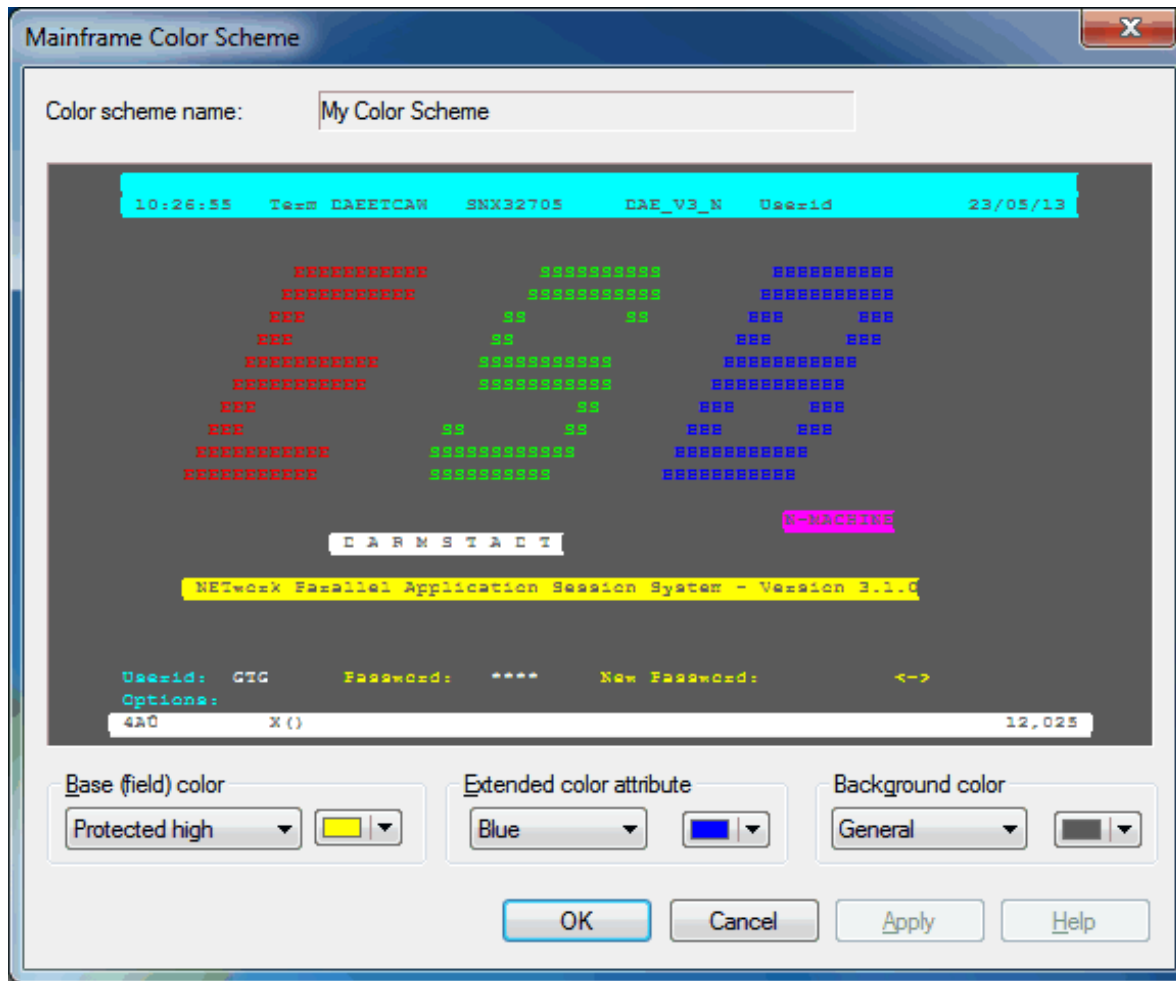 Mainframe Color Scheme
Color scheme name: My Color Scheme
10:26:55 Term DAEETCAW SNX32705 DAE_V3_N Userid 23/05/13
EEEEEEEEEEE SSSSSSSSSS BBBBBBBBBB
EEEEEEEEEEE SSSSSSSSSSS BBBBBBBBBBB
EEE SS SS BBB BBB
EEE SS BBB BBB
EEEEEEEEEEE SSSSSSSSSSS BBBBBBBBBBB
EEEEEEEEEEE SSSSSSSSSSS BBBBBBBBBBB
EEE SS BBB BBB
EEE SS SS BBB BBB
EEEEEEEEEEE SSSSSSSSSSSS BBBBBBBBBBB
EEEEEEEEEEE SSSSSSSSSS BBBBBBBBBBB
N-MACHINE
D A R M S T A D T
NETwork Parallel Application Session System - Version 3.1.0
Userid: GTG Password: **** New Password: <->
Options:
4AÛ X () 12,025
Base (field) color Extended color attribute Background color
Protected high Blue General
OK Cancel Apply Help